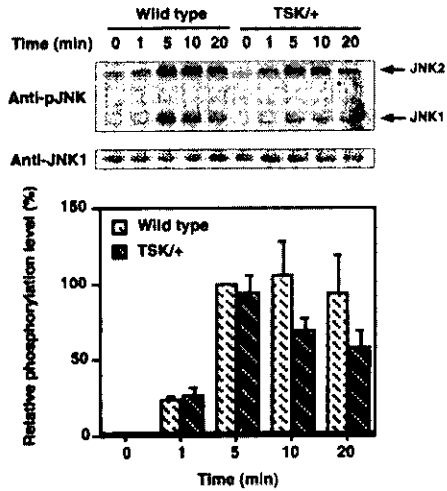 Wild type TSK/+
Time (min) 0 1 5 10 20 0 1 5 10 20
Anti-pJNK
JNK2
JNK1
Anti-JNK1
Relative phosphorylation level (%)
150
100
50
0
Wild type
TSK/+
0 1 5 10 20
Time (min)